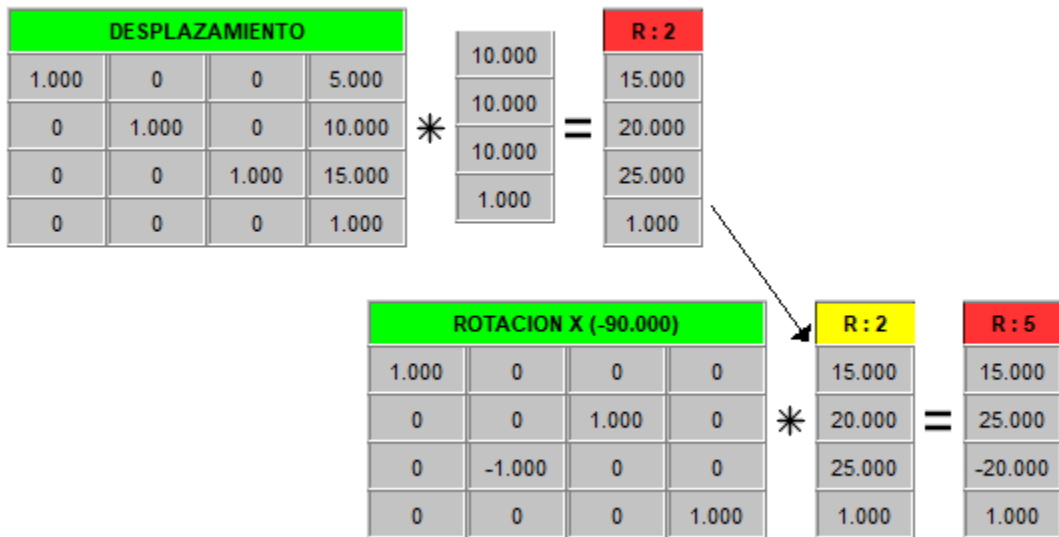 DESPLAZAMIENTO R : 2
1.000 0 0 5.000 10.000 15.000
0 1.000 0 10.000 * 10.000 = 20.000
0 0 1.000 15.000 10.000 25.000
0 0 0 1.000 1.000 1.000
ROTACION X (-90.000) R : 2 R : 5
1.000 0 0 0 15.000 15.000
0 0 1.000 0 * 20.000 = 25.000
0 -1.000 0 0 25.000 -20.000
0 0 0 1.000 1.000 1.000